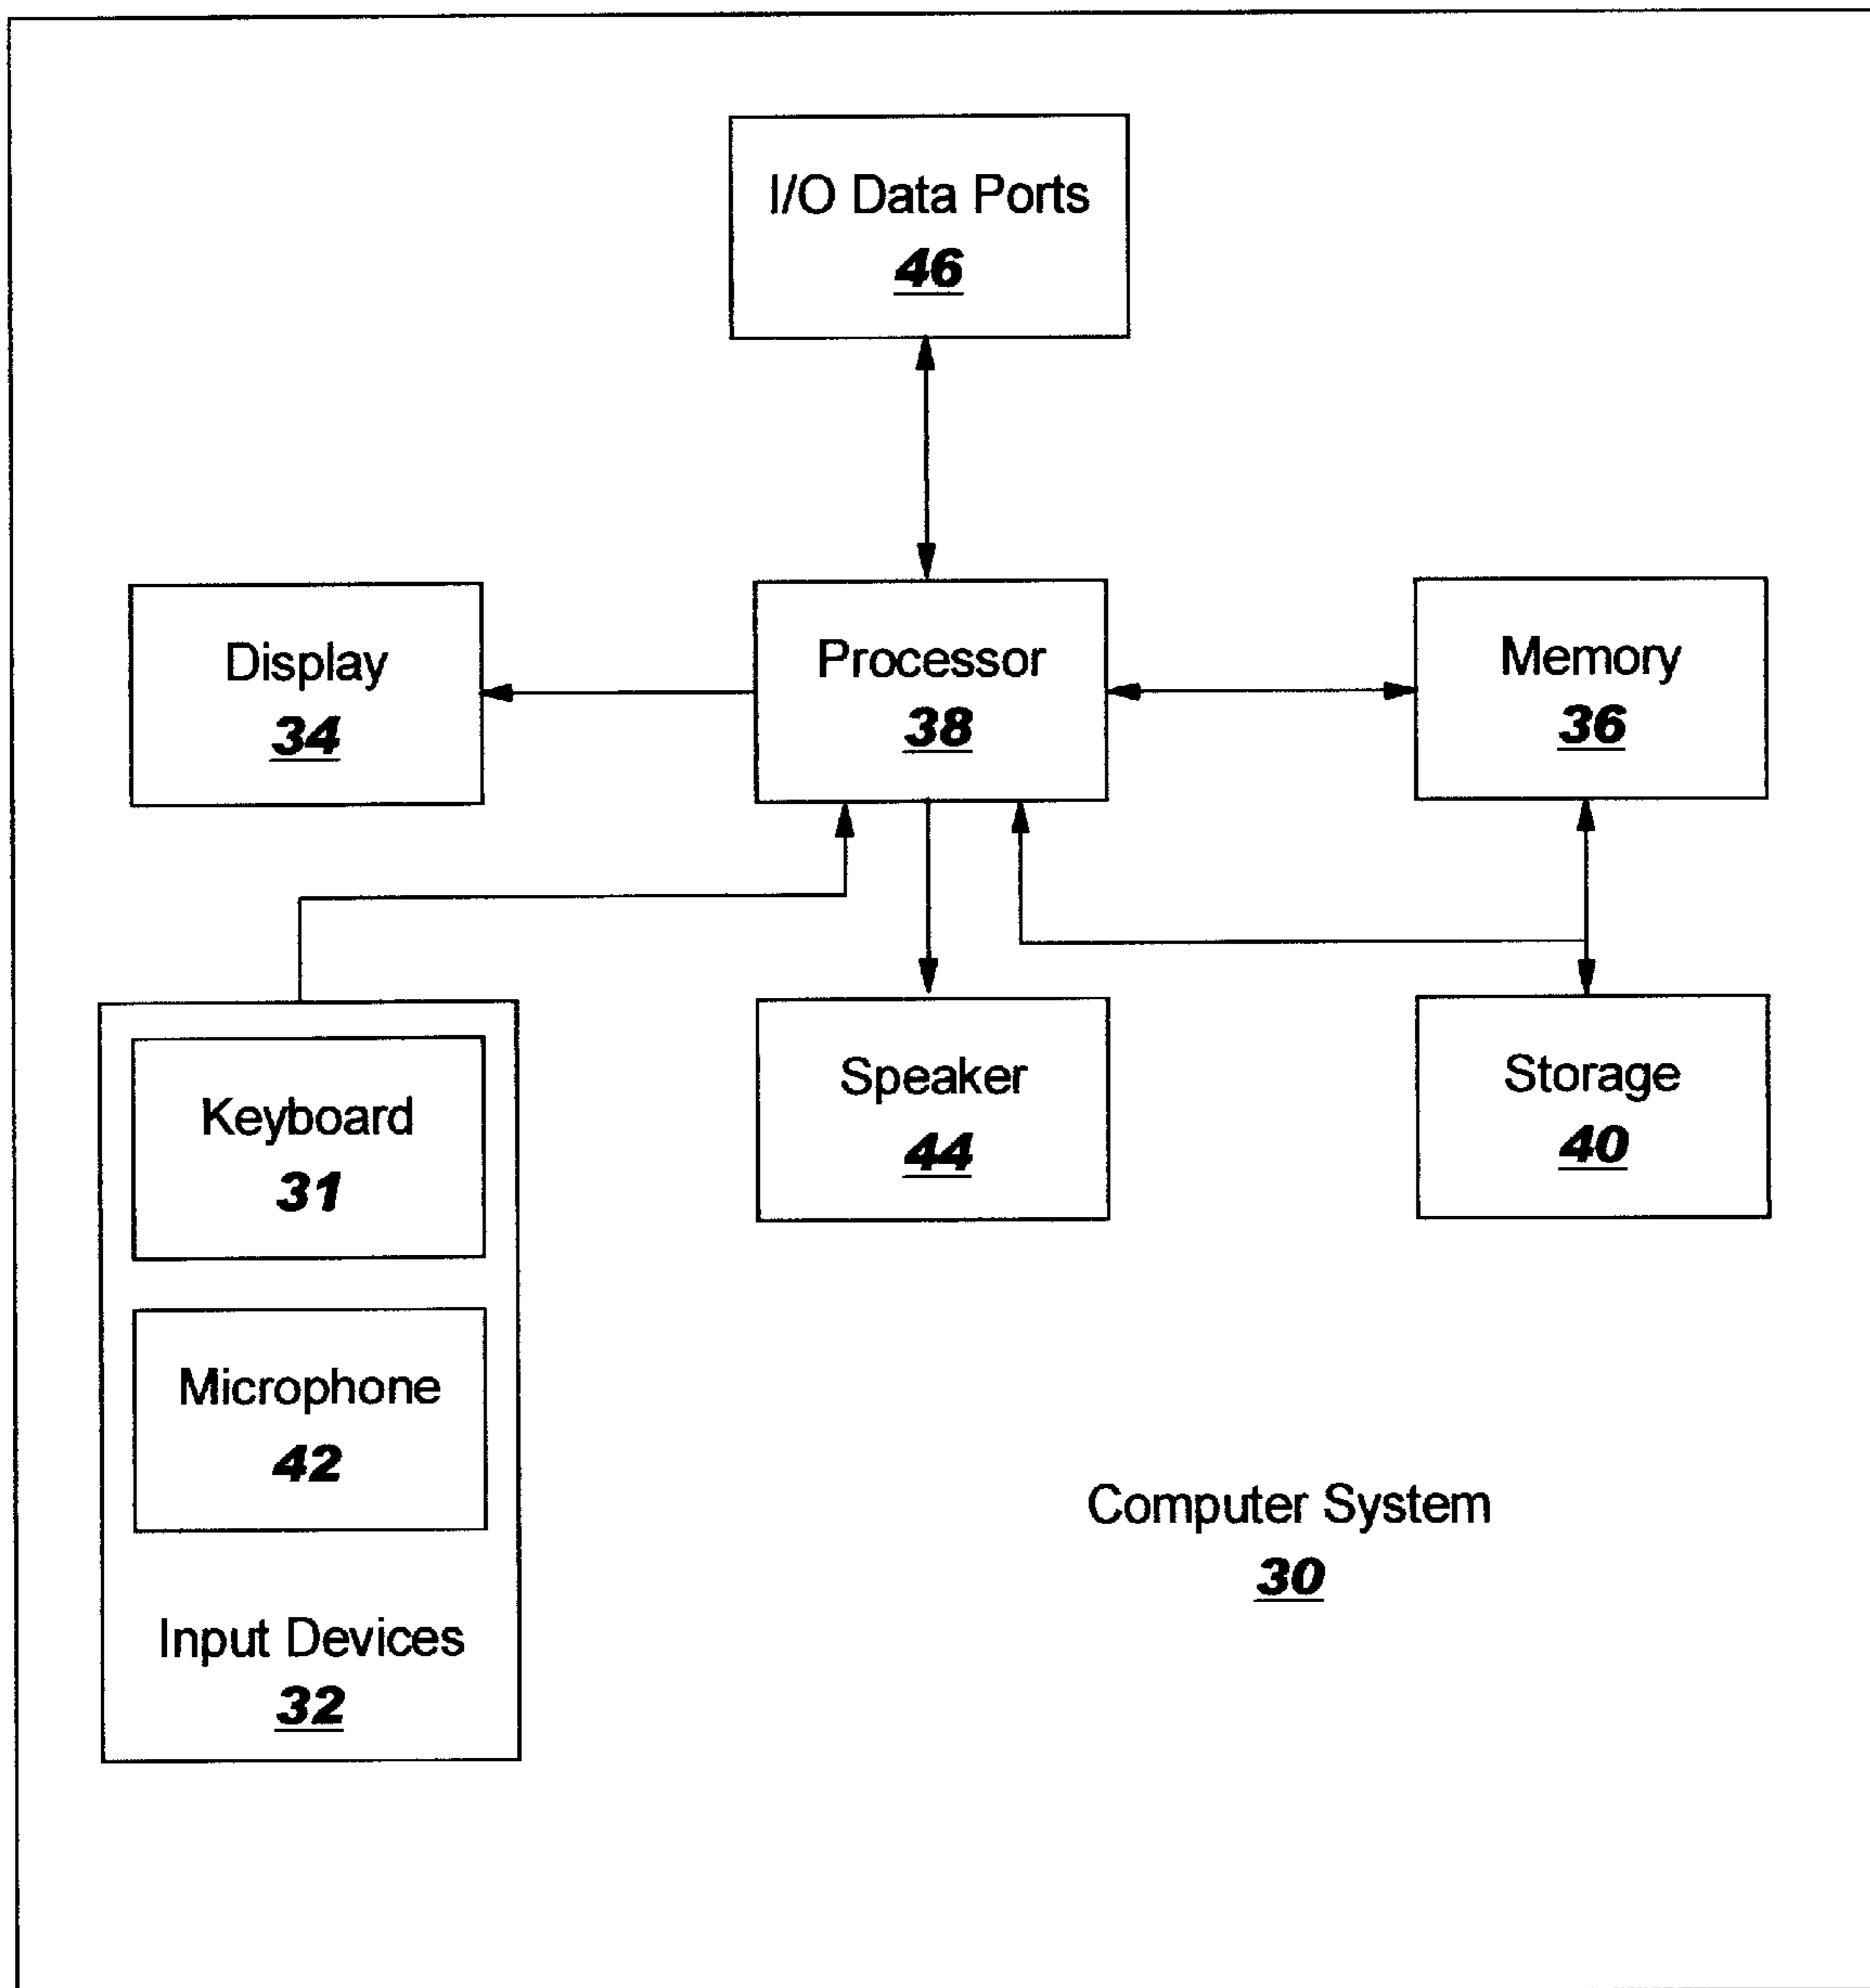 I/O Data Ports
46
Display
34
Processor
38
Memory
36
Keyboard
31
Microphone
42
Input Devices
32
Speaker
44
Storage
40
Computer System
30